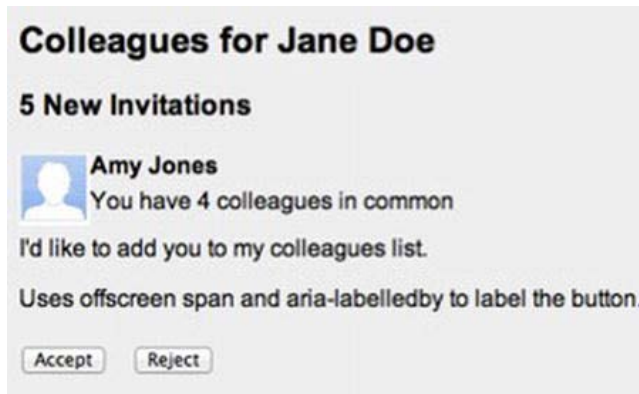 Colleagues for Jane Doe
5 New Invitations
Amy Jones
You have 4 colleagues in common
I'd like to add you to my colleagues list.
Uses offscreen span and aria-labelledby to label the button.
Accept Reject